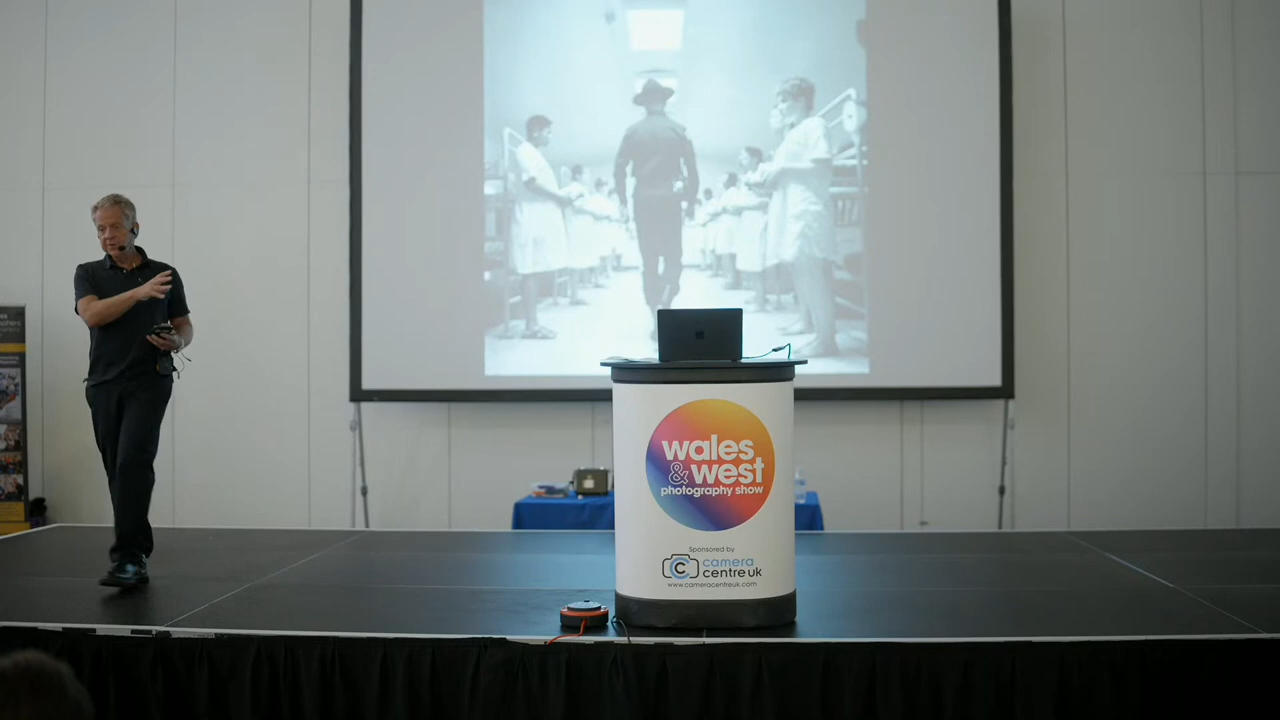 wales
&west
photography show
Sponsored by
camera
centre uk
www.cameracentreuk.com